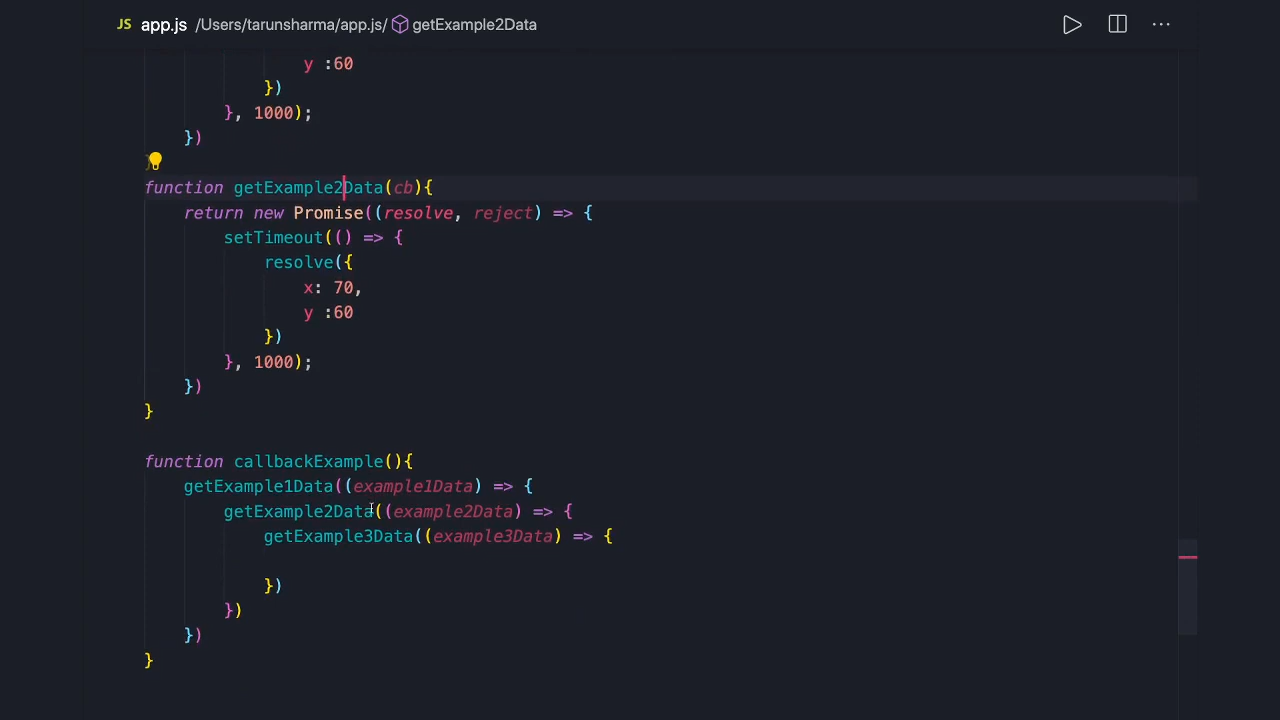 JS app.js /Users/tarunsharma/app.js/ getExample2Data
y :60
})
}, 1000);
})
}
function getExample2Data(cb){
return new Promise((resolve, reject) => {
setTimeout(() => {
resolve({
x: 70,
y :60
})
}, 1000);
})
}
function callbackExample(){
getExample1Data((example1Data) => {
getExample2Data((example2Data) => {
getExample3Data((example3Data) => {
})
})
})
}